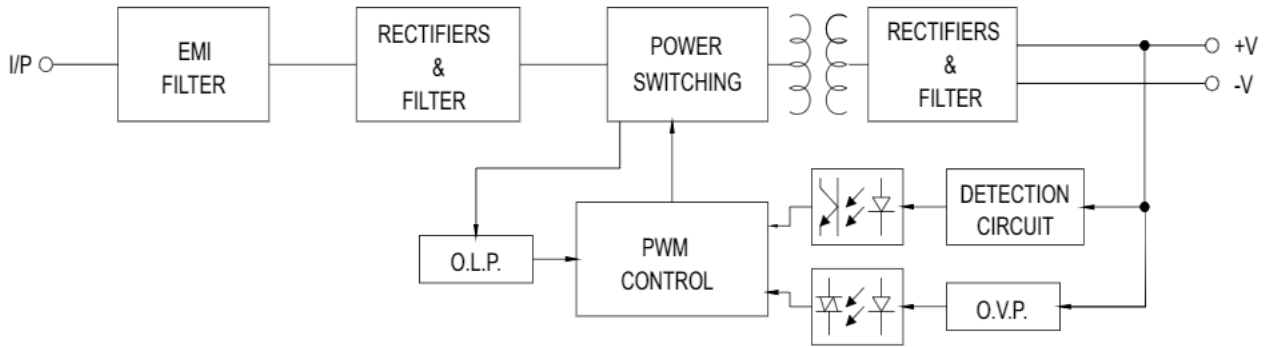 I/P
EMI
FILTER
RECTIFIERS
&
FILTER
POWER
SWITCHING
RECTIFIERS
&
FILTER
+V
-V
DETECTION
CIRCUIT
O.L.P.
PWM
CONTROL
O.V.P.